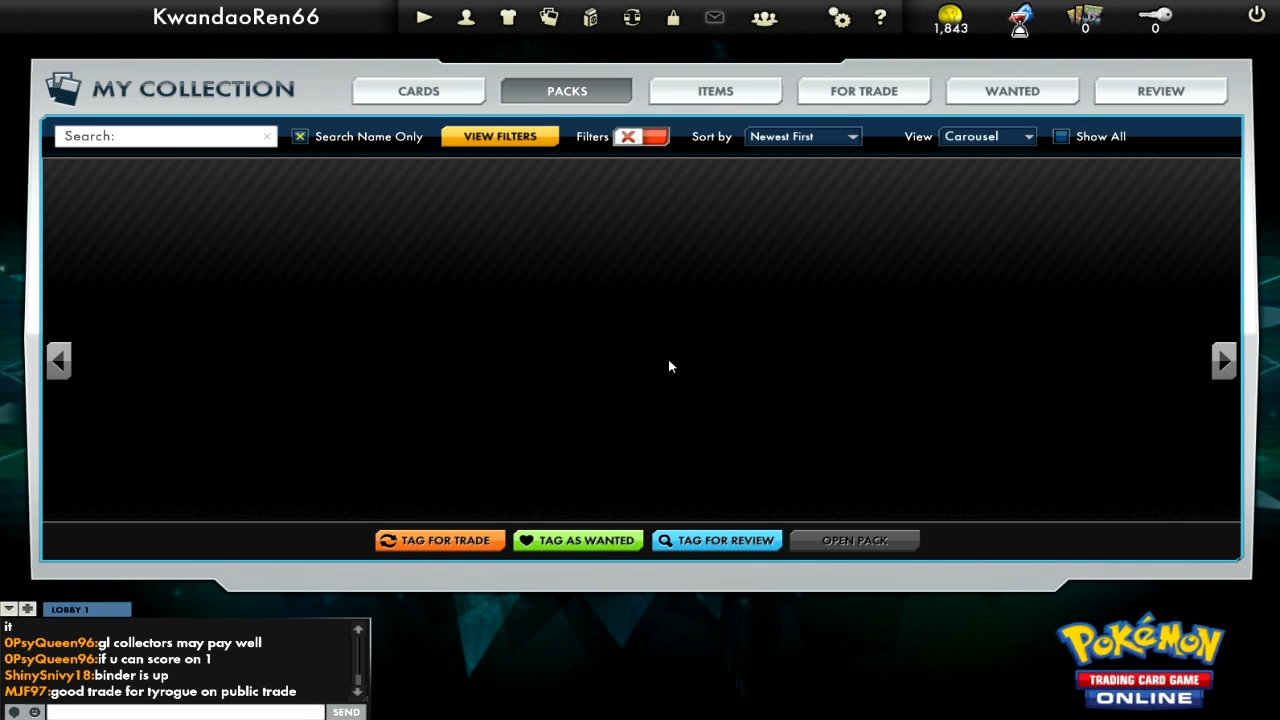 KwandaoRen66
?
1,843
0
0
MY COLLECTION
CARDS
PACKS
ITEMS
FOR TRADE
WANTED
REVIEW
Search:
Search Name Only
VIEW FILTERS
Filters
Sort by
Newest First
View
Carousel
Show All
TAG FOR TRADE
TAG AS WANTED
TAG FOR REVIEW
OPEN PACK
LOBBY 1
it
0PsyQueen96:gl collectors may pay well
0PsyQueen96:if u can score on 1
ShinySnivy18:binder is up
MJF97:good trade for tyrogue on public trade
SEND
POKÉMON
TRADING CARD GAME
ONLINE